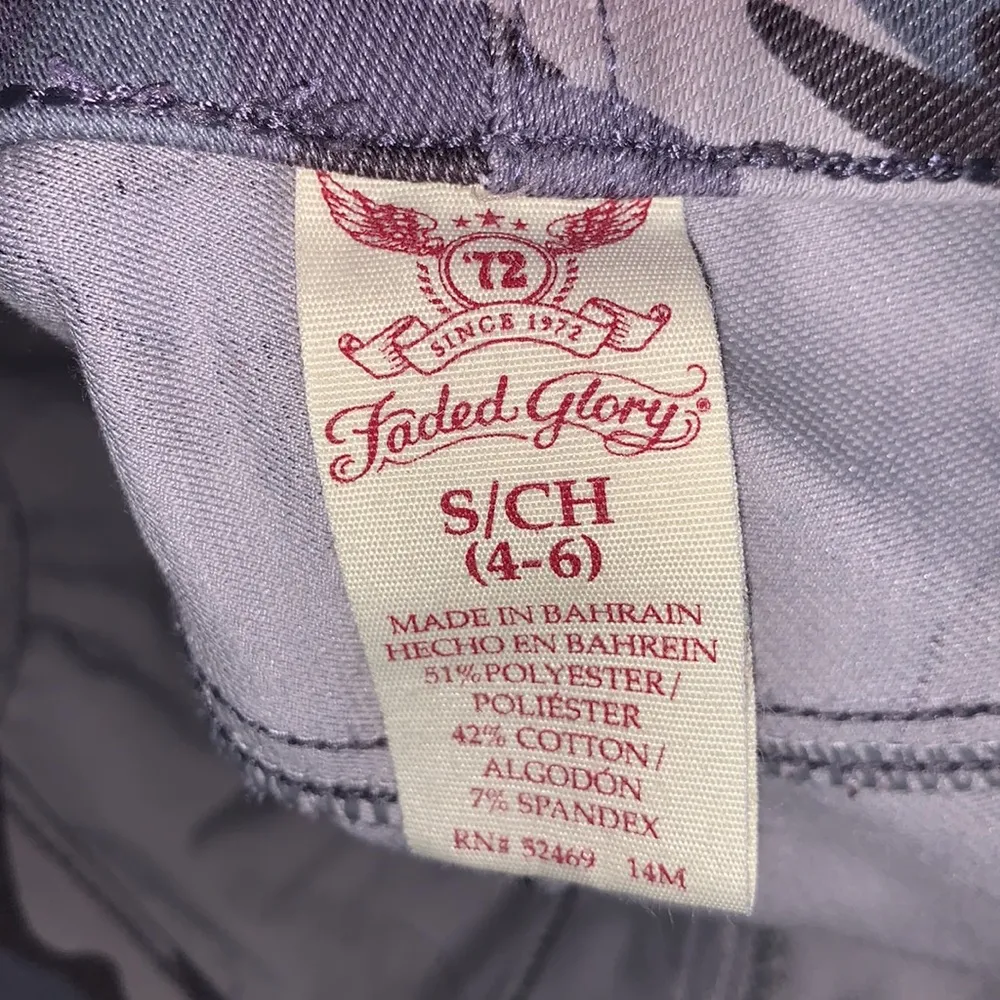 '72
SINCE 1972
Faded Glory®
S/CH
(4-6)
MADE IN BAHRAIN
HECHO EN BAHREIN
51% POLYESTER/
POLIÉSTER
42% COTTON/
ALGODÓN
7% SPANDEX
RN# 52469 14M